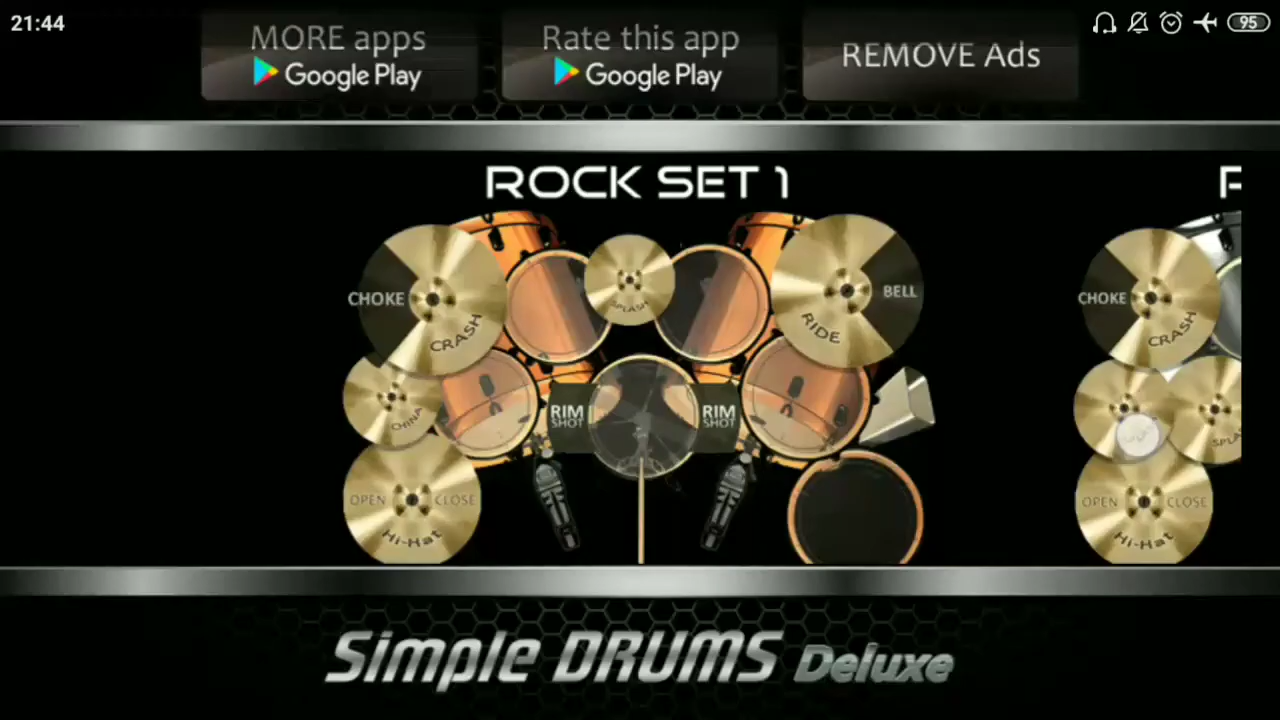 21:44
95
MORE apps
Google Play
Rate this app
Google Play
REMOVE Ads
ROCK SET 1
CHOKE
CRASH
SPLASH
RIDE
BELL
CHINA
RIM
SHOT
RIM
SHOT
OPEN
CLOSE
Hi-Hat
CHOKE
CRASH
OPEN
CLOSE
Hi-Hat
Simple DRUMS Deluxe